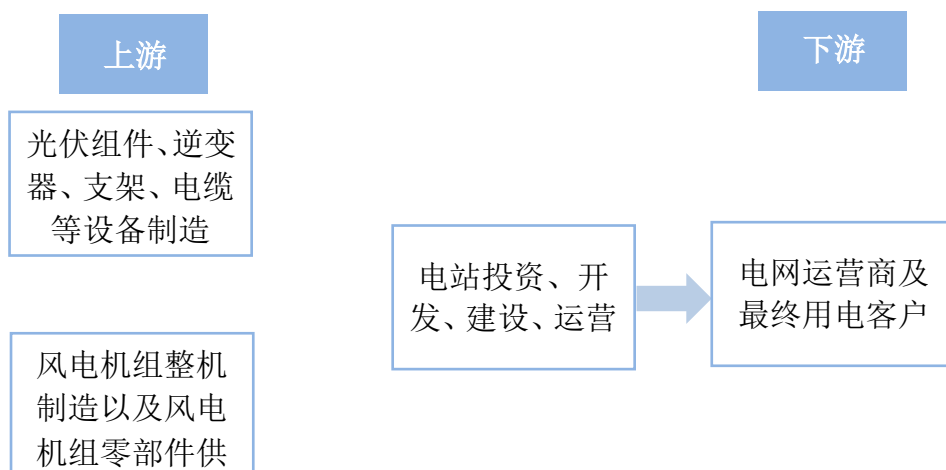 上游
下游
光伏组件、逆变
器、支架、电缆
等设备制造
电站投资、开
发、建设、运营
电网运营商及
最终用电客户
风电机组整机
制造以及风电
机组零部件供